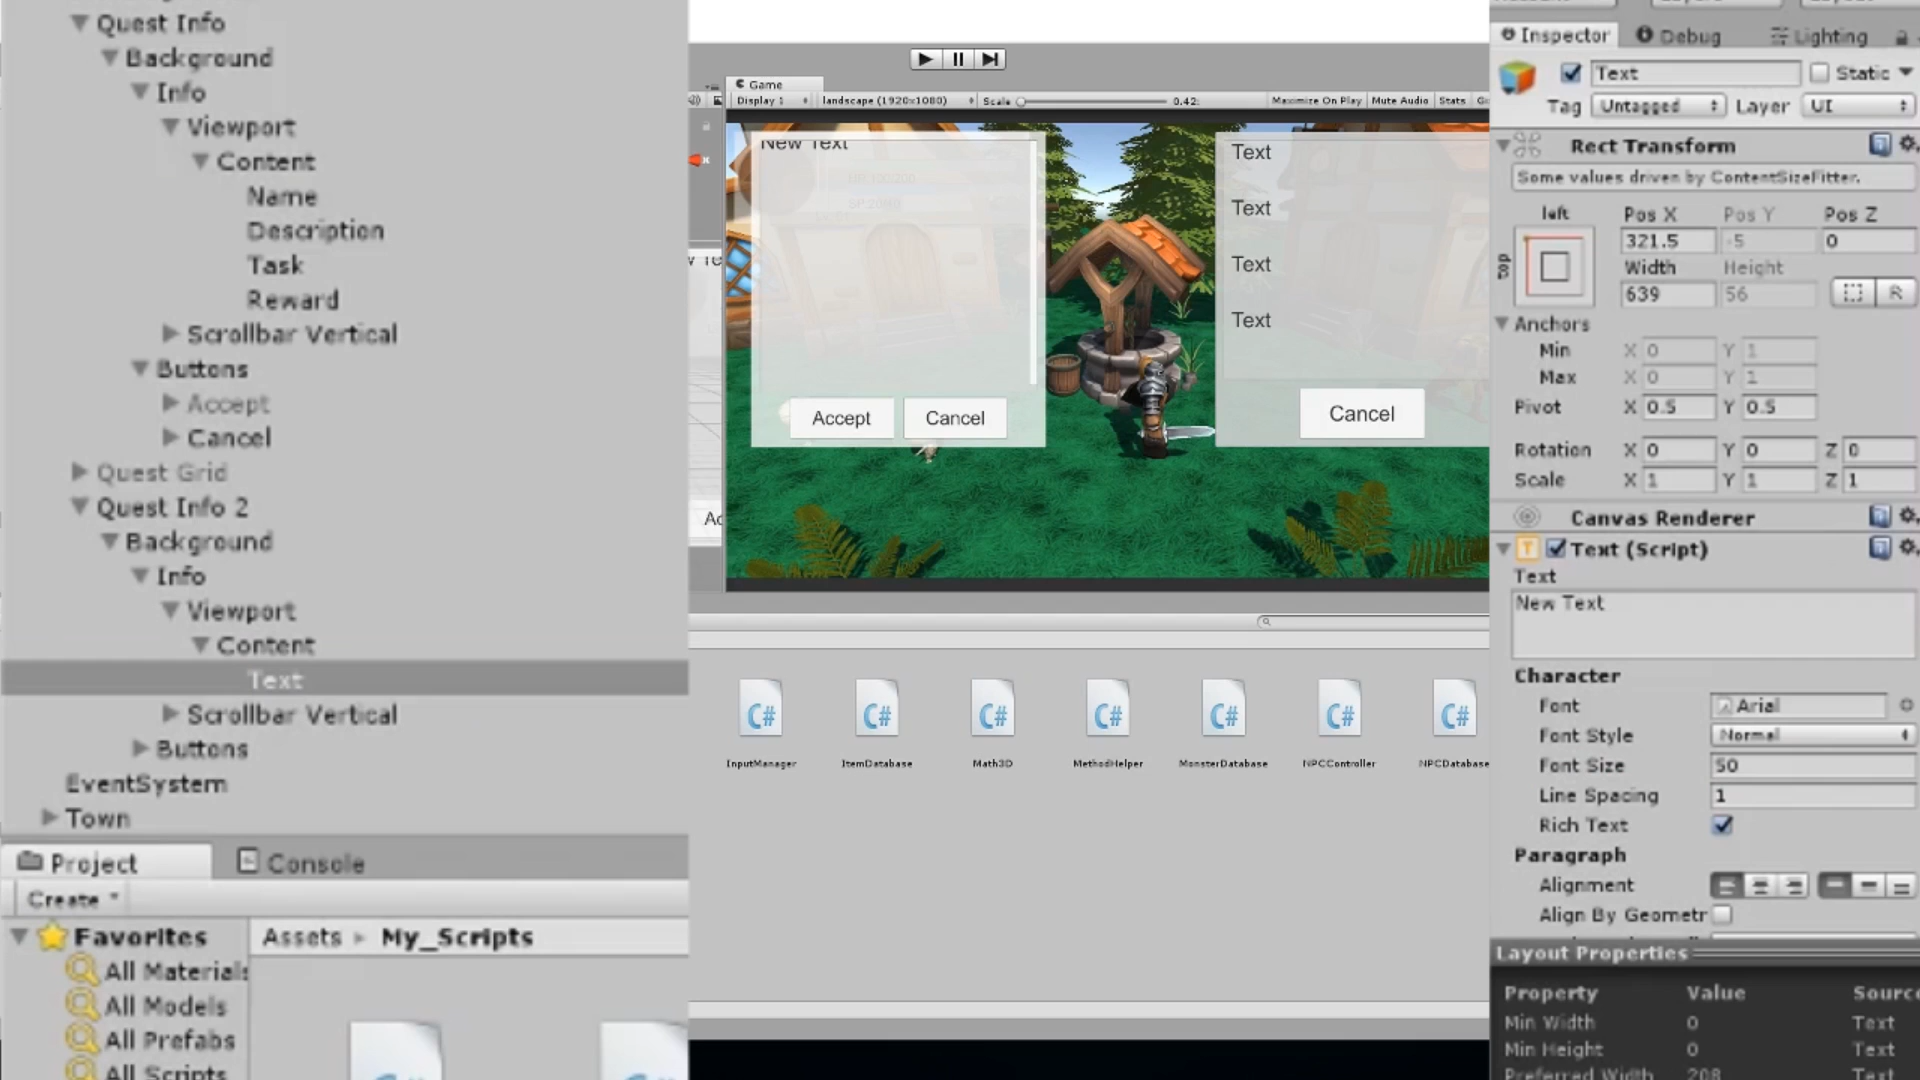 Quest Info
Background
Info
Viewport
Content
Name
Description
Task
Reward
Scrollbar Vertical
Buttons
Accept
Cancel
Quest Grid
Quest Info 2
Background
Info
Viewport
Content
Text
Scrollbar Vertical
Buttons
EventSystem
Town
Project
Console
Create
Favorites
All Materials
All Models
All Prefabs
All Scripts
Assets
My_Scripts
Game
Display 1
landscape (1920x1080)
Scale
0.42:
Maximize On Play
Mute Audio
Stats
New Text
Accept
Cancel
Text
Text
Text
Text
Cancel
InputManager
ItemDatabase
Math3D
MethodHelper
MonsterDatabase
NPCController
NPCDatabase
C#
C#
C#
C#
C#
C#
C#
Inspector
Debug
Lighting
Text
Static
Tag
Untagged
Layer
UI
Rect Transform
Some values driven by ContentSizeFitter.
left
top
Pos X
Pos Y
Pos Z
321.5
-5
0
Width
Height
639
56
R
Anchors
Min X 0 Y 1
Max X 0 Y 1
Pivot X 0.5 Y 0.5
Rotation X 0 Y 0 Z 0
Scale X 1 Y 1 Z 1
Canvas Renderer
Text (Script)
Text
New Text
Character
Font Arial
Font Style Normal
Font Size 50
Line Spacing 1
Rich Text
Paragraph
Alignment
Align By Geometr
Layout Properties
Property Value Source
Min Width 0 Text
Min Height 0 Text
Preferred Width 208 Text